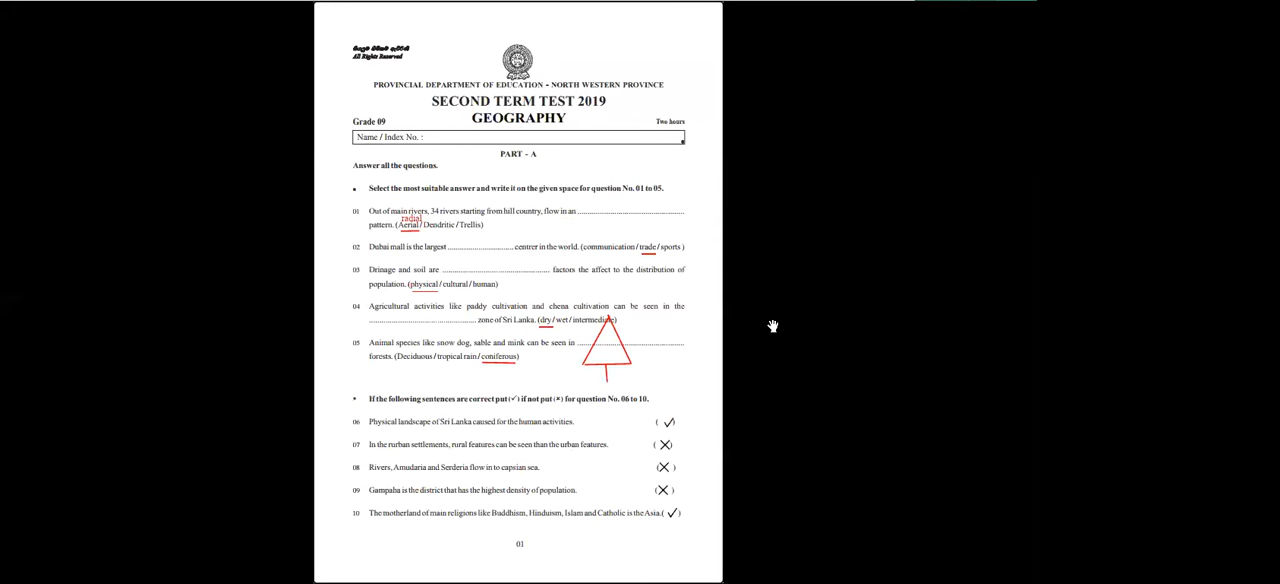 All Rights Reserved
PROVINCIAL DEPARTMENT OF EDUCATION - NORTH WESTERN PROVINCE
SECOND TERM TEST 2019
GEOGRAPHY
Grade 09
Two hours
Name / Index No. :
PART - A
Answer all the questions.
• Select the most suitable answer and write it on the given space for question No. 01 to 05.
01 Out of main rivers, 34 rivers starting from hill country, flow in an ..........................................
radial
pattern. (Aerial / Dendritic / Trellis)
02 Dubai mall is the largest .......................... centrer in the world. (communication / trade / sports )
03 Drinage and soil are .......................................... factors the affect to the distribution of
population. (physical / cultural / human)
04 Agricultural activities like paddy cultivation and chena cultivation can be seen in the
.......................................... zone of Sri Lanka. (dry / wet / intermediate)
05 Animal species like snow dog, sable and mink can be seen in ..........................................
forests. (Deciduous / tropical rain / coniferous)
• If the following sentences are correct put (✓) if not put (×) for question No. 06 to 10.
06 Physical landscape of Sri Lanka caused for the human activities. ( ✓)
07 In the rurban settlements, rural features can be seen than the urban features. ( X)
08 Rivers, Amudaria and Serderia flow in to capsian sea. (X )
09 Gampaha is the district that has the highest density of population. (X )
10 The motherland of main religions like Buddhism, Hinduism, Islam and Catholic is the Asia.( ✓)
01